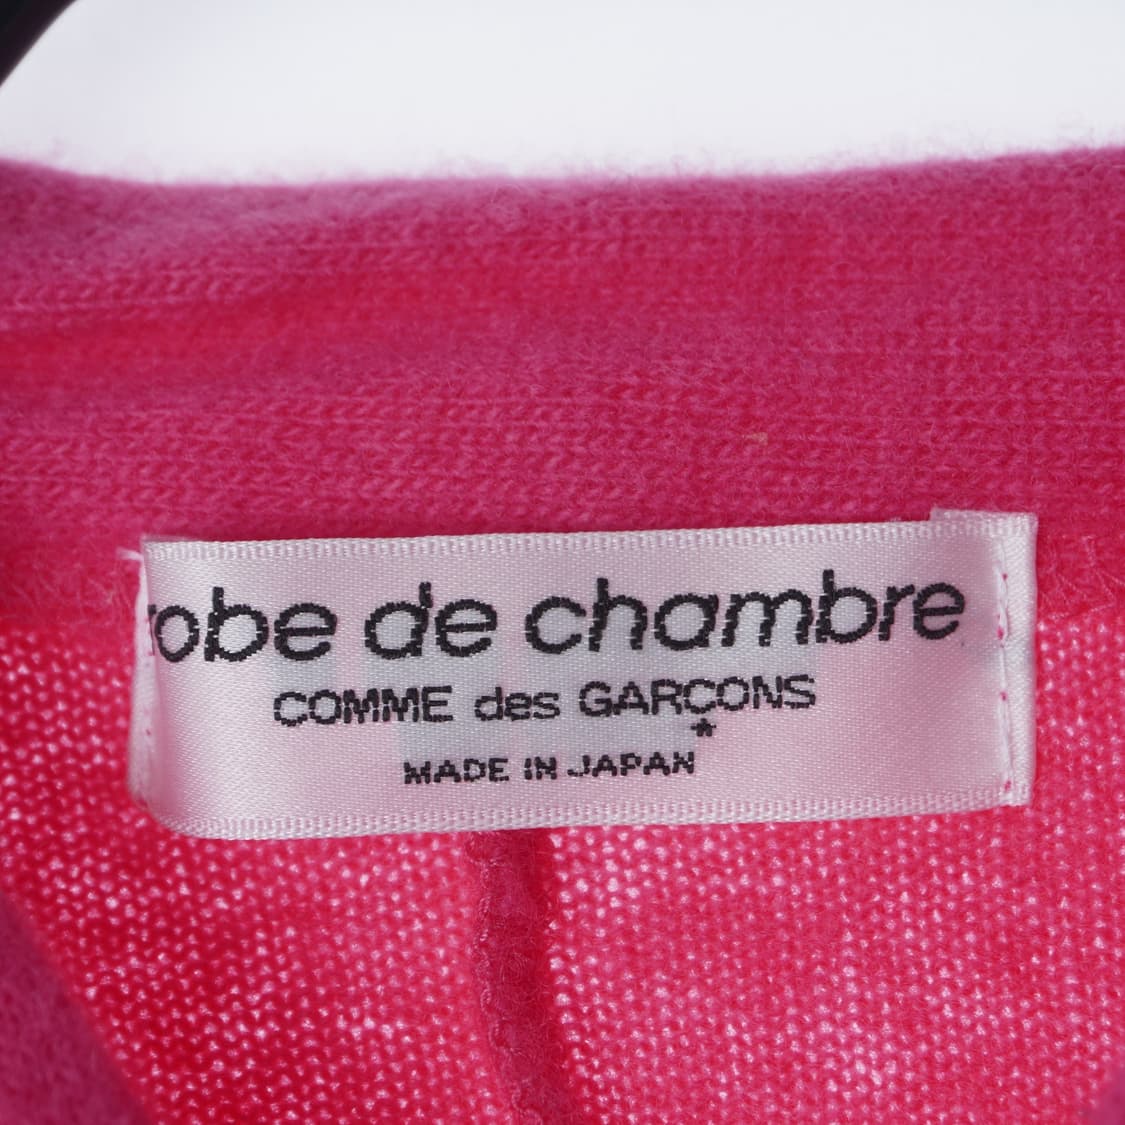 robe de chambre
COMME des GARÇONS
*
MADE IN JAPAN